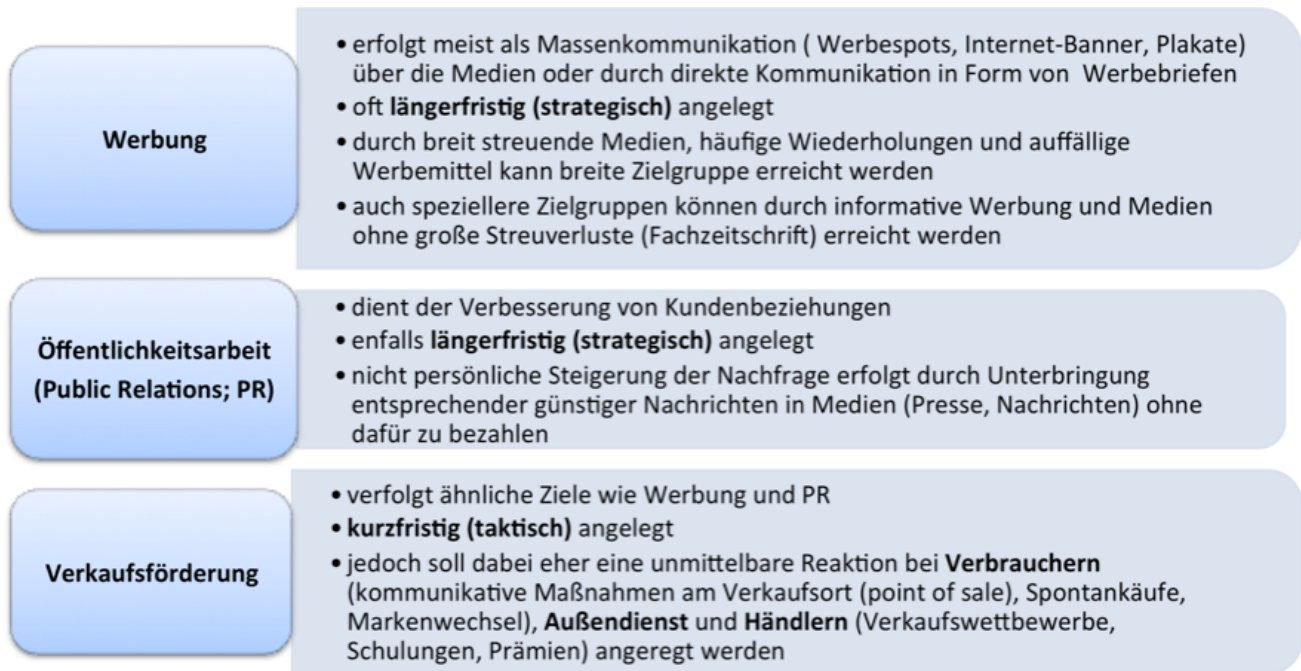 Werbung
• erfolgt meist als Massenkommunikation ( Werbespots, Internet-Banner, Plakate)
über die Medien oder durch direkte Kommunikation in Form von Werbebriefen
• oft längerfristig (strategisch) angelegt
• durch breit streuende Medien, häufige Wiederholungen und auffällige
Werbemittel kann breite Zielgruppe erreicht werden
• auch speziellere Zielgruppen können durch informative Werbung und Medien
ohne große Streuverluste (Fachzeitschrift) erreicht werden
Öffentlichkeitsarbeit
(Public Relations; PR)
• dient der Verbesserung von Kundenbeziehungen
• enfalls längerfristig (strategisch) angelegt
• nicht persönliche Steigerung der Nachfrage erfolgt durch Unterbringung
entsprechender günstiger Nachrichten in Medien (Presse, Nachrichten) ohne
dafür zu bezahlen
Verkaufsförderung
• verfolgt ähnliche Ziele wie Werbung und PR
• kurzfristig (taktisch) angelegt
• jedoch soll dabei eher eine unmittelbare Reaktion bei Verbrauchern
(kommunikative Maßnahmen am Verkaufsort (point of sale), Spontankäufe,
Markenwechsel), Außendienst und Händlern (Verkaufswettbewerbe,
Schulungen, Prämien) angeregt werden